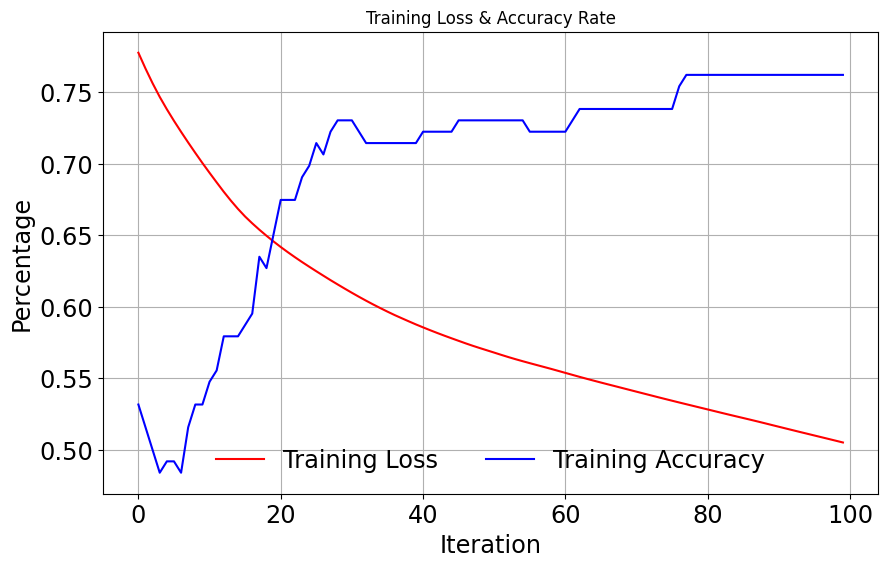 Training Loss & Accuracy Rate
0.75
0.70
0.65
0.60
0.55
0.50
Percentage
Training Loss
Training Accuracy
0 20 40 60 80 100
Iteration